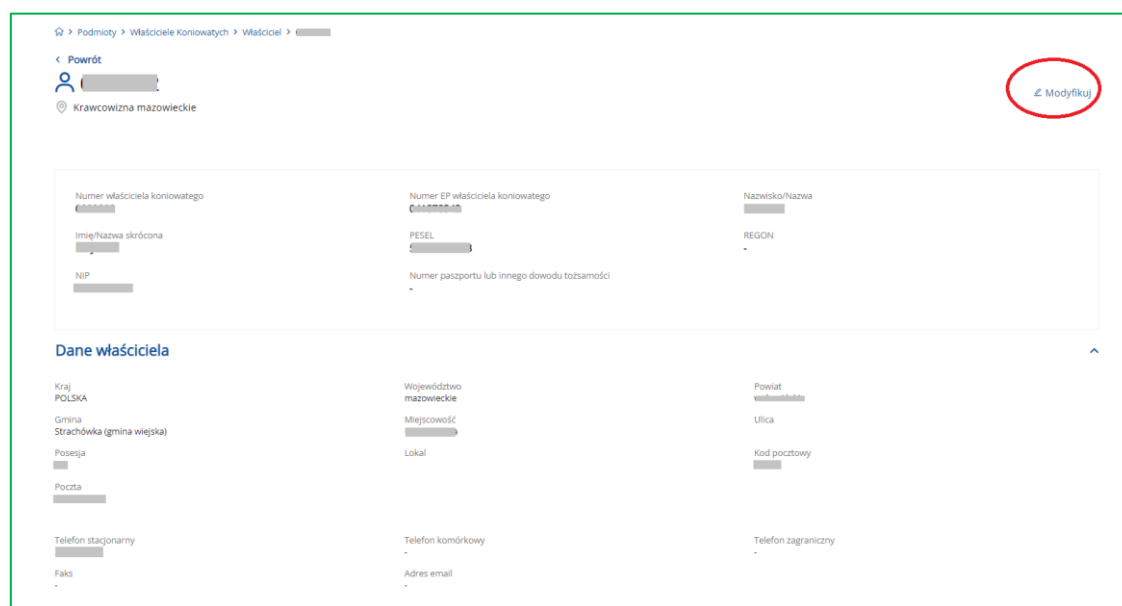 Podmioty > Właściciele Koniowatych > Właściciel >
< Powrót
Krawcowizna mazowieckie
Modyfikuj
Numer właściciela koniowatego Numer EP właściciela koniowatego Nazwisko/Nazwa
Imię/Nazwa skrócona PESEL REGON
-
NIP Numer paszportu lub innego dowodu tożsamości
-
Dane właściciela
Kraj Województwo Powiat
POLSKA mazowieckie
Gmina Miejscowość Ulica
Strachówka (gmina wiejska)
Posesja Lokal Kod pocztowy
Poczta
Telefon stacjonarny Telefon komórkowy Telefon zagraniczny
- -
Faks Adres email
- -